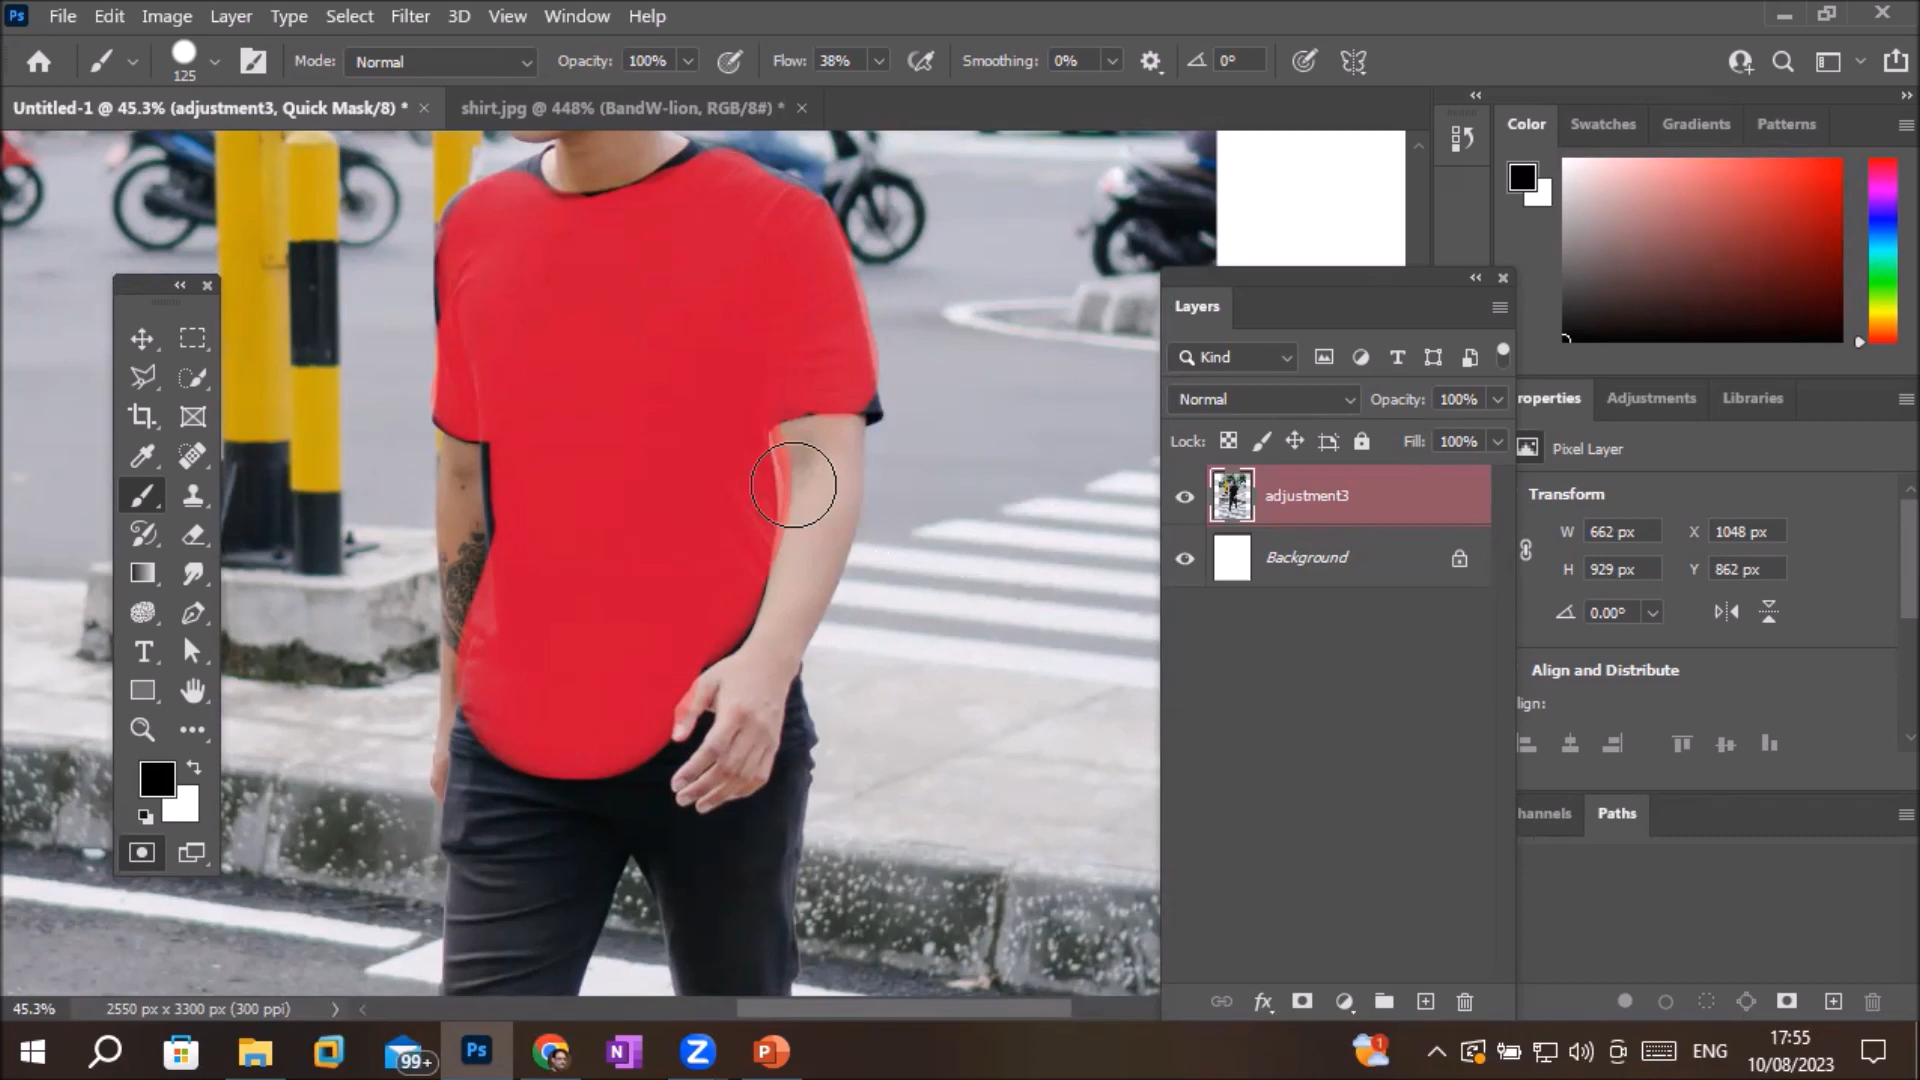 Ps File Edit Image Layer Type Select Filter 3D View Window Help
125 Mode: Normal Opacity: 100% Flow: 38% Smoothing: 0% 0°
Untitled-1 @ 45.3% (adjustment3, Quick Mask/8) * × shirt.jpg @ 448% (BandW-lion, RGB/8#) * ×
Color Swatches Gradients Patterns
Layers
Kind
Normal Opacity: 100%
Lock: Fill: 100%
adjustment3
Background
roperties Adjustments Libraries
Pixel Layer
Transform
W 662 px X 1048 px
H 929 px Y 862 px
0.00°
Align and Distribute
lign:
hannels Paths
45.3% 2550 px x 3300 px (300 ppi)
99+ Ps N P 1 ENG 17:55
10/08/2023